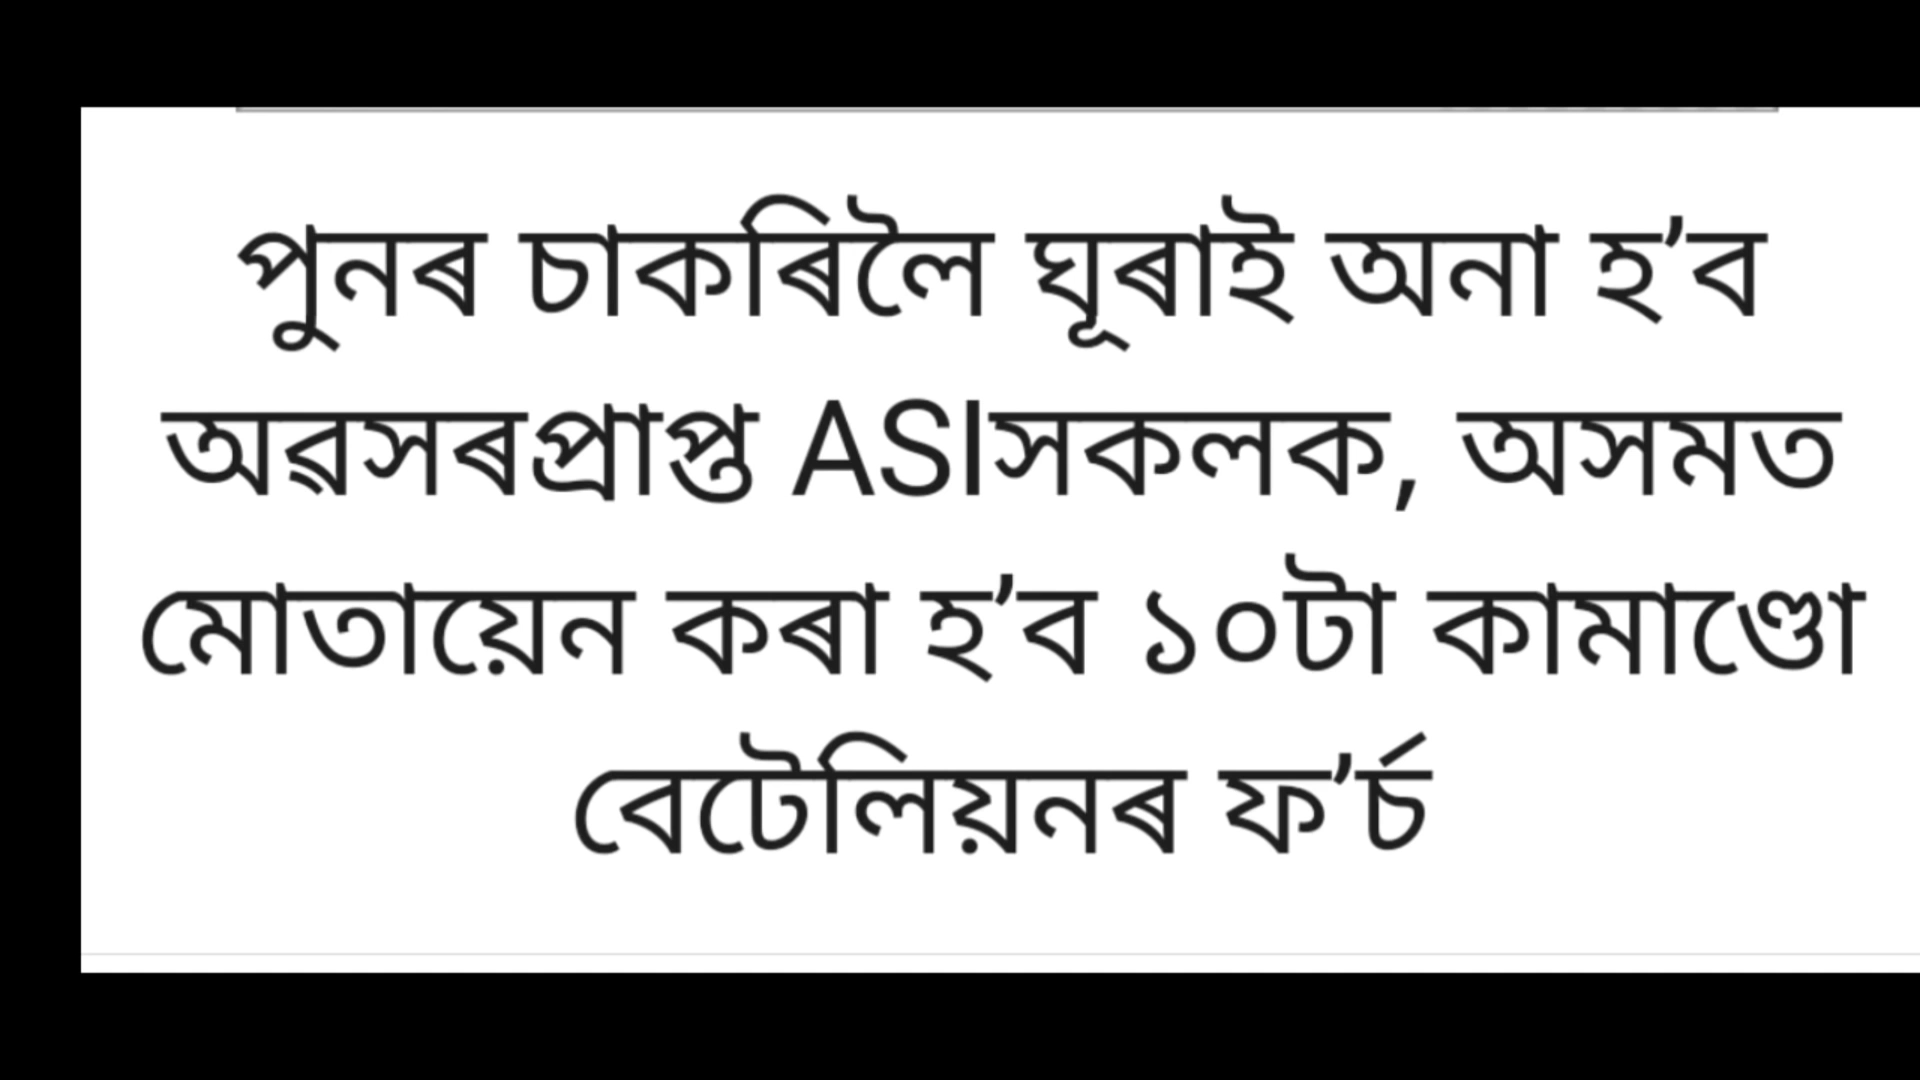 পুনৰ চাকৰিলৈ ঘূৰাই অনা হ’ব
অৱসৰপ্ৰাপ্ত ASIসকলক, অসমত
মোতায়েন কৰা হ’ব ১০টা কামাণ্ডো
বেটেলিয়নৰ ফ’ৰ্চ